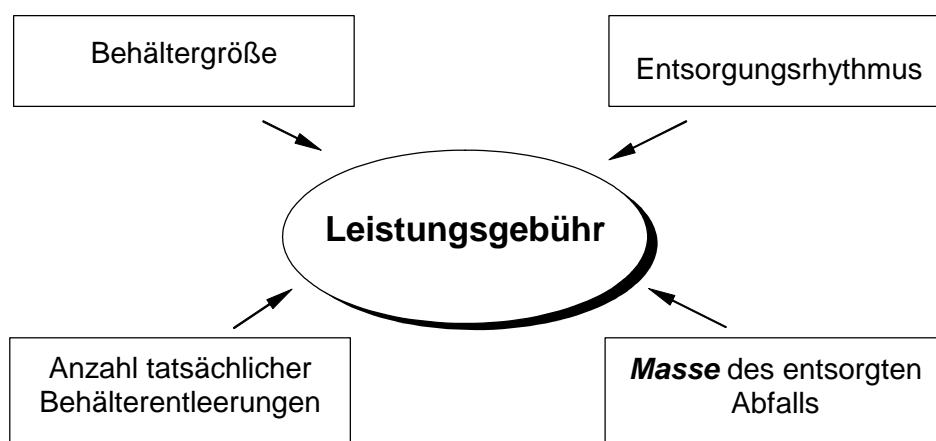 Behältergröße
Entsorgungsrhythmus
Leistungsgebühr
Anzahl tatsächlicher
Behälterentleerungen
Masse des entsorgten
Abfalls